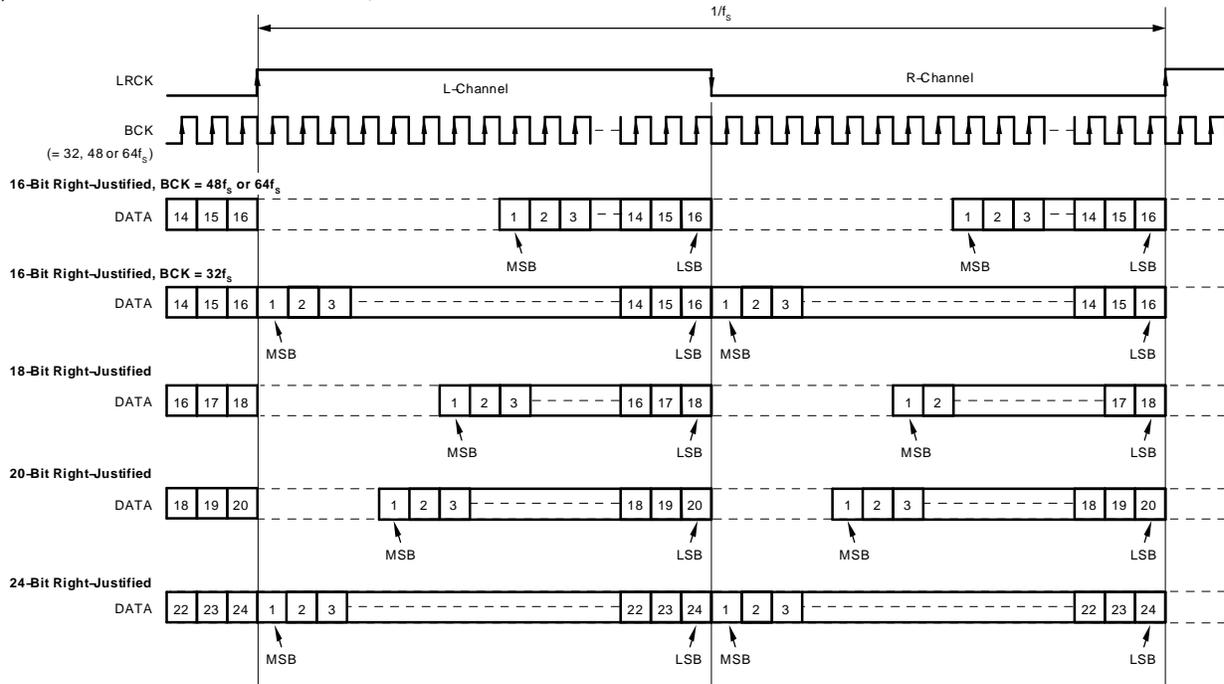 1/fS
LRCK
L-Channel
R-Channel
BCK
(= 32, 48 or 64fS)
16-Bit Right-Justified, BCK = 48fS or 64fS
DATA 14 15 16 1 2 3 14 15 16 1 2 3 14 15 16
MSB LSB MSB LSB
16-Bit Right-Justified, BCK = 32fS
DATA 14 15 16 1 2 3 14 15 16 1 2 3 14 15 16
MSB LSB MSB LSB
18-Bit Right-Justified
DATA 16 17 18 1 2 3 16 17 18 1 2 17 18
MSB LSB MSB LSB
20-Bit Right-Justified
DATA 18 19 20 1 2 3 18 19 20 1 2 3 18 19 20
MSB LSB MSB LSB
24-Bit Right-Justified
DATA 22 23 24 1 2 3 22 23 24 1 2 3 22 23 24
MSB LSB MSB LSB